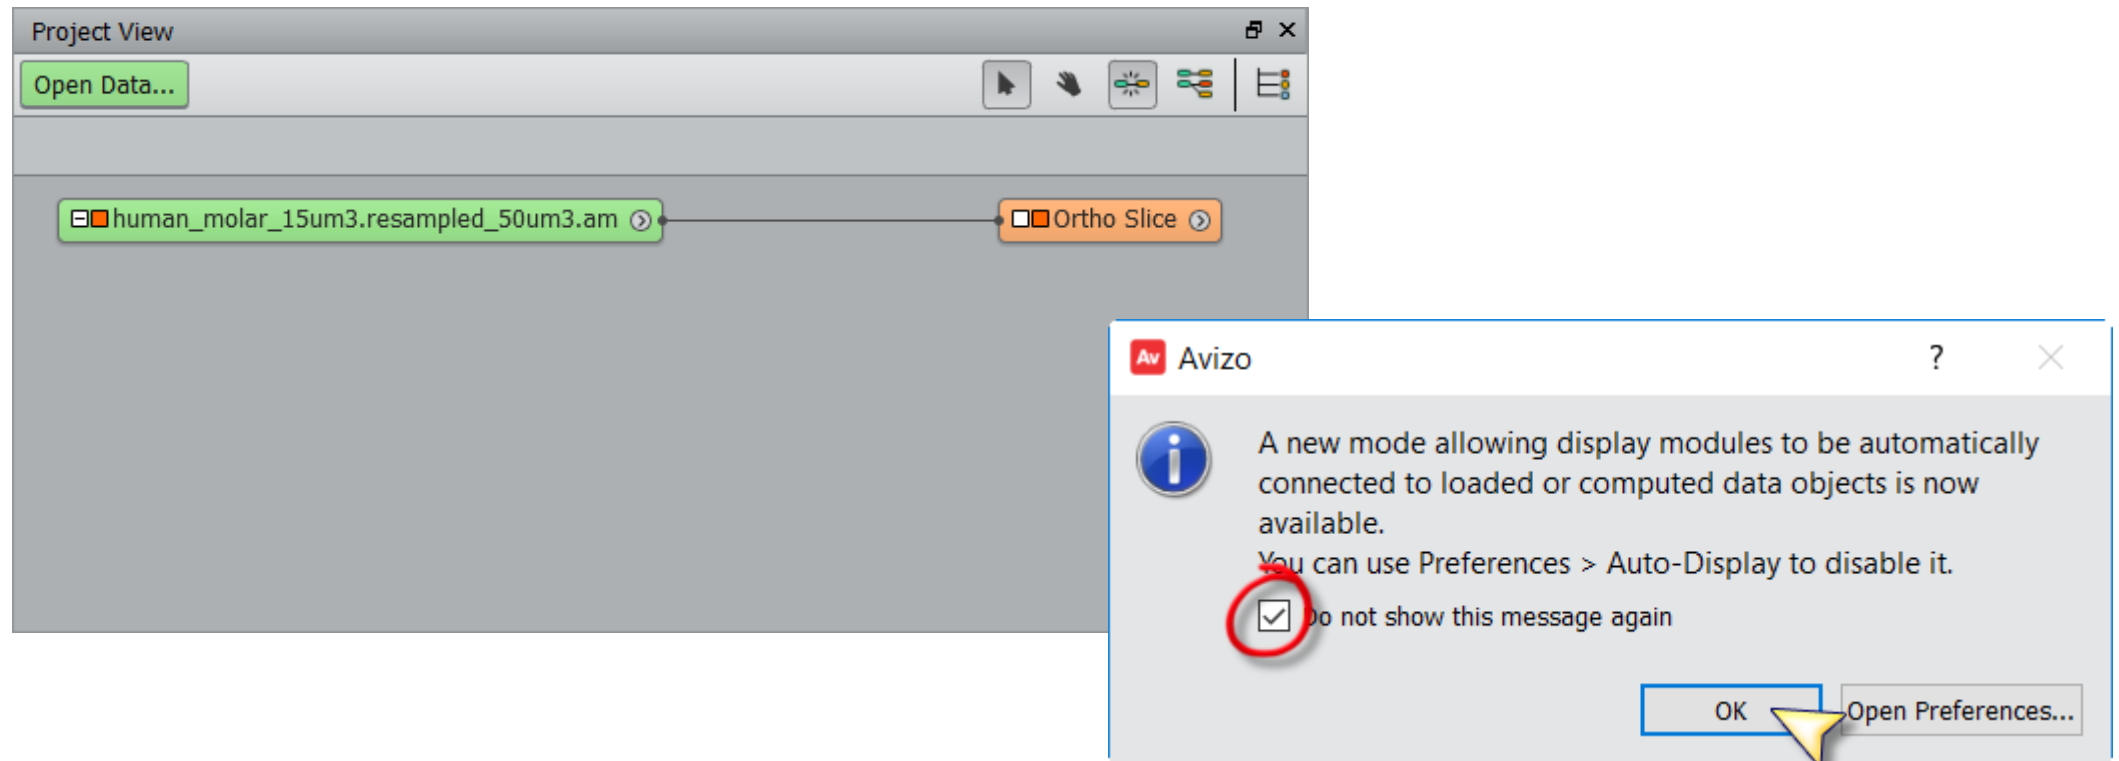 Project View
Open Data...
human_molar_15um3.resampled_50um3.am
Ortho Slice
Av Avizo ?
A new mode allowing display modules to be automatically
connected to loaded or computed data objects is now
available.
You can use Preferences > Auto-Display to disable it.
Do not show this message again
OK
Open Preferences...